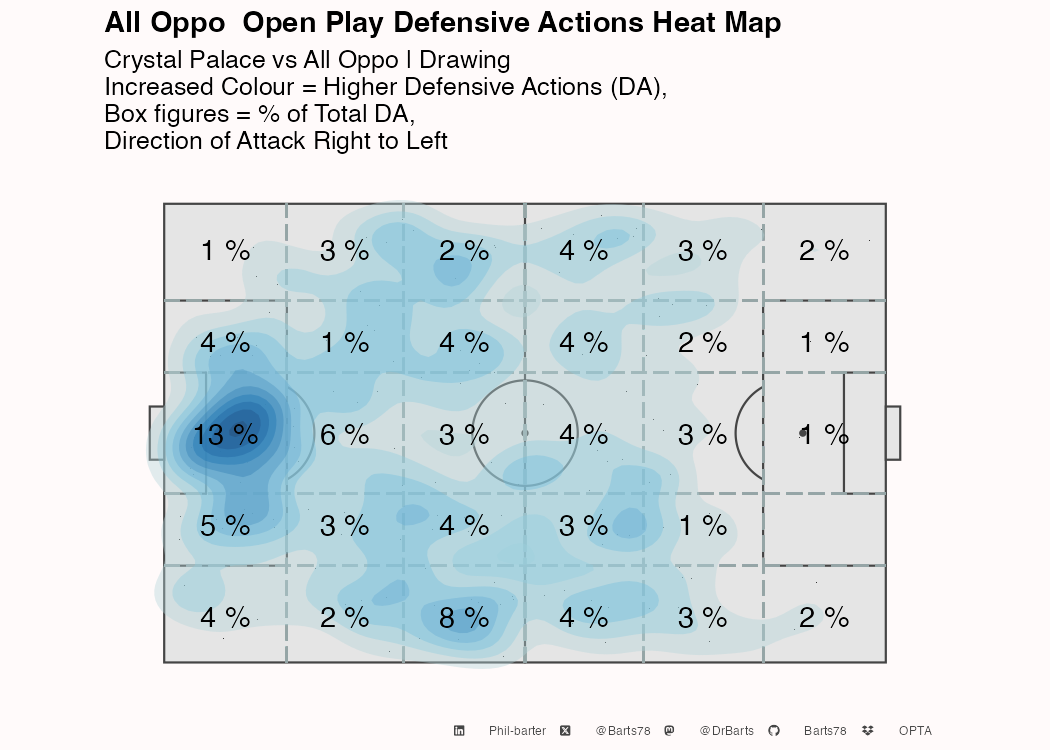 All Oppo  Open Play Defensive Actions Heat Map
Crystal Palace vs All Oppo | Drawing
Increased Colour = Higher Defensive Actions (DA),
Box figures = % of Total DA,
Direction of Attack Right to Left
1 % 3 % 2 % 4 % 3 % 2 %
4 % 1 % 4 % 4 % 2 % 1 %
13 % 6 % 3 % 4 % 3 % 1 %
5 % 3 % 4 % 3 % 1 %
4 % 2 % 8 % 4 % 3 % 2 %
Phil-barter @Barts78 @DrBarts Barts78 OPTA